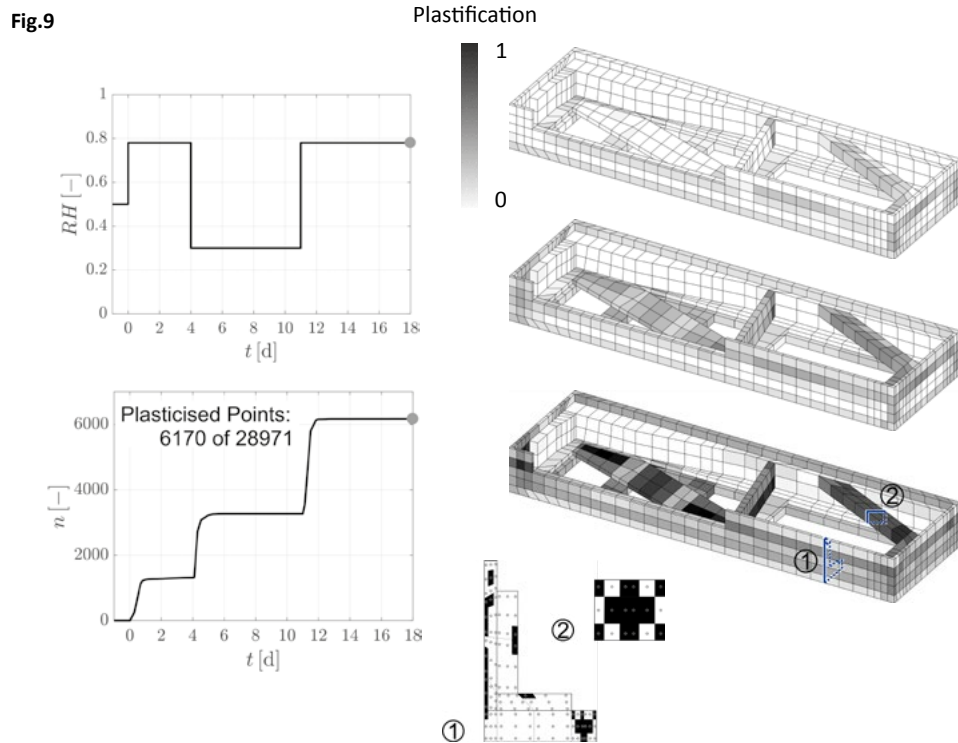 Fig.9
Plastification
1
0
1
0.8
0.6
0.4
0.2
0
0 2 4 6 8 10 12 14 16 18
RH [−]
t [d]
Plasticised Points:
6170 of 28971
6000
4000
2000
0
0 2 4 6 8 10 12 14 16 18
n [−]
t [d]
②
①
②
①